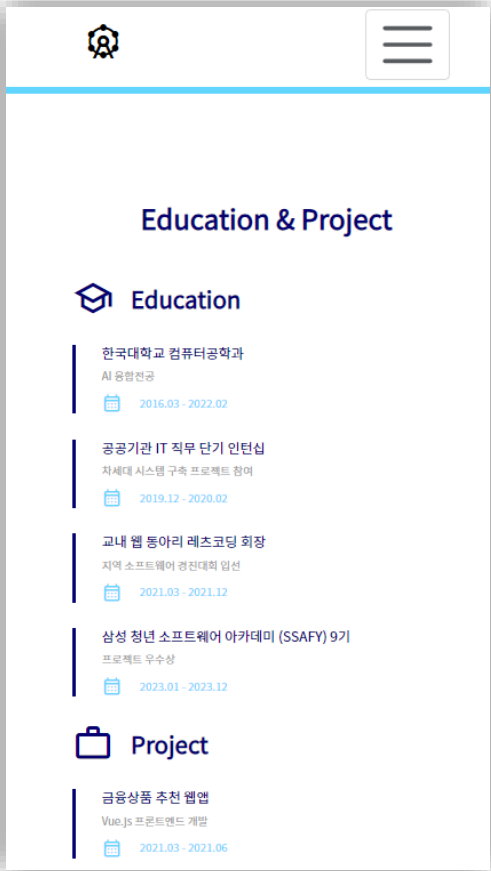 Education & Project
Education
한국대학교 컴퓨터공학과
AI 융합전공
2016.03 - 2022.02
공공기관 IT 직무 단기 인턴십
차세대 시스템 구축 프로젝트 참여
2019.12 - 2020.02
교내 웹 동아리 레츠코딩 회장
지역 소프트웨어 경진대회 입선
2021.03 - 2021.12
삼성 청년 소프트웨어 아카데미 (SSAFY) 9기
프로젝트 우수상
2023.01 - 2023.12
Project
금융상품 추천 웹앱
Vue.js 프론트엔드 개발
2021.03 - 2021.06